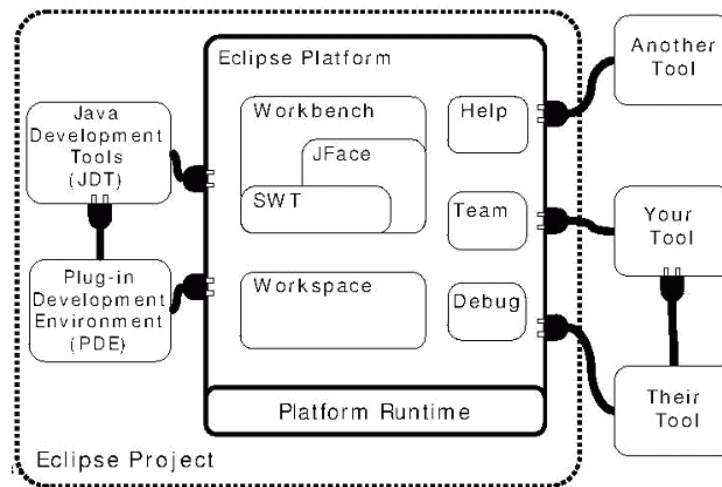 Eclipse Platform
Another
Tool
Java
Development
Tools
(JDT)
Workbench
JFace
SWT
Help
Team
Your
Tool
Plug-in
Development
Environment
(PDE)
Workspace
Debug
Their
Tool
Platform Runtime
Eclipse Project